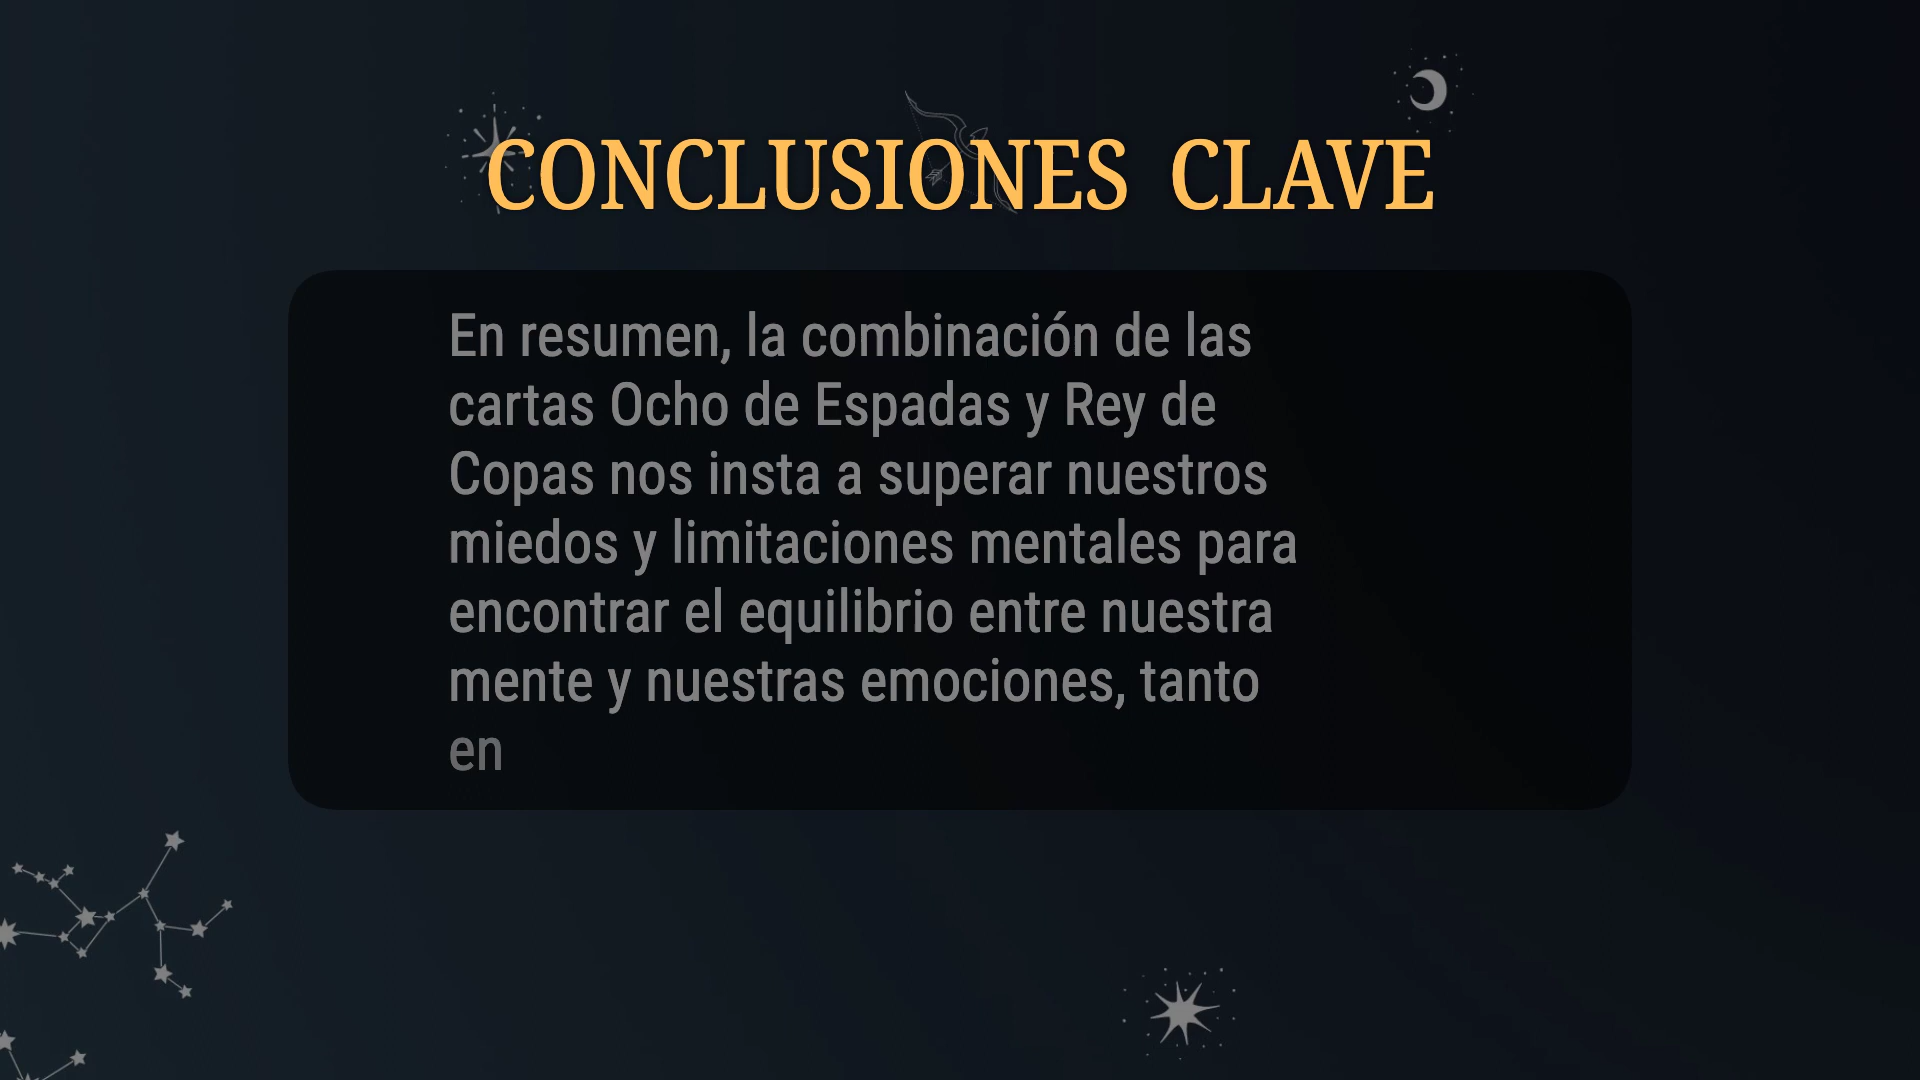 CONCLUSIONES CLAVE
En resumen, la combinación de las
cartas Ocho de Espadas y Rey de
Copas nos insta a superar nuestros
miedos y limitaciones mentales para
encontrar el equilibrio entre nuestra
mente y nuestras emociones, tanto
en